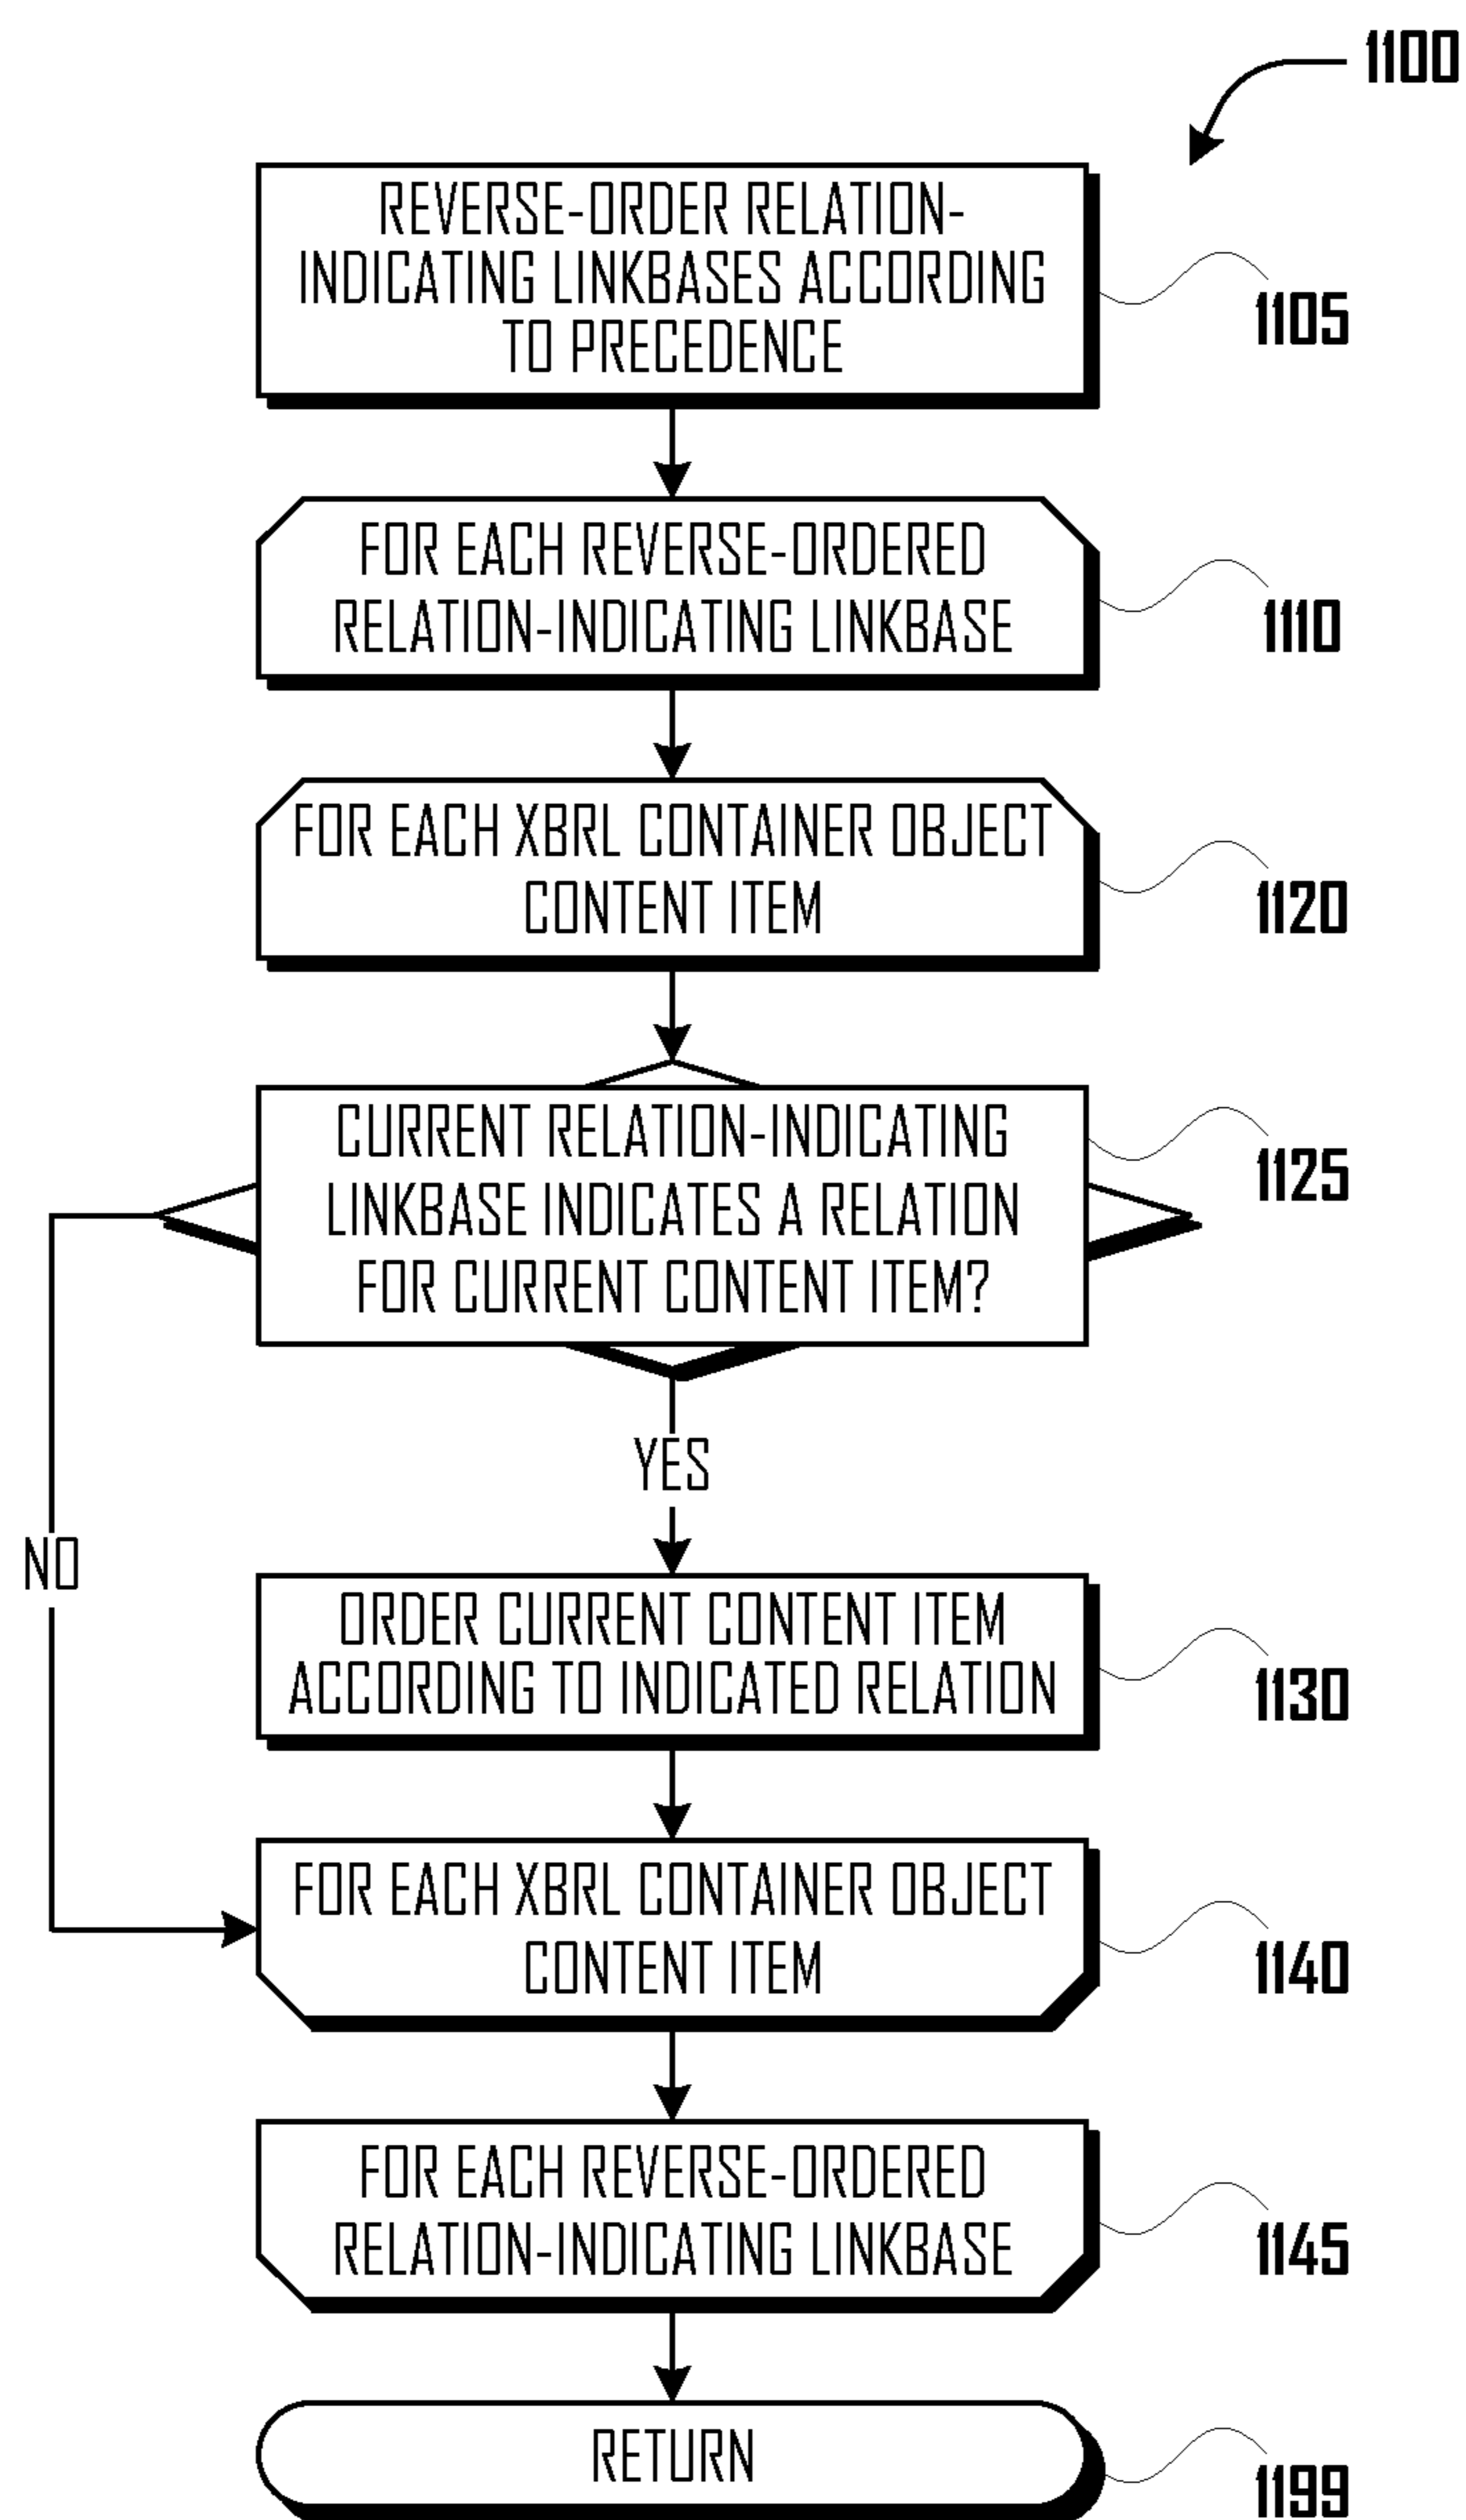 1100
REVERSE-ORDER RELATION-
INDICATING LINKBASES ACCORDING
TO PRECEDENCE
1105
FOR EACH REVERSE-ORDERED
RELATION-INDICATING LINKBASE
1110
FOR EACH XBRL CONTAINER OBJECT
CONTENT ITEM
1120
CURRENT RELATION-INDICATING
LINKBASE INDICATES A RELATION
FOR CURRENT CONTENT ITEM?
1125
YES
NO
ORDER CURRENT CONTENT ITEM
ACCORDING TO INDICATED RELATION
1130
FOR EACH XBRL CONTAINER OBJECT
CONTENT ITEM
1140
FOR EACH REVERSE-ORDERED
RELATION-INDICATING LINKBASE
1145
RETURN
1199